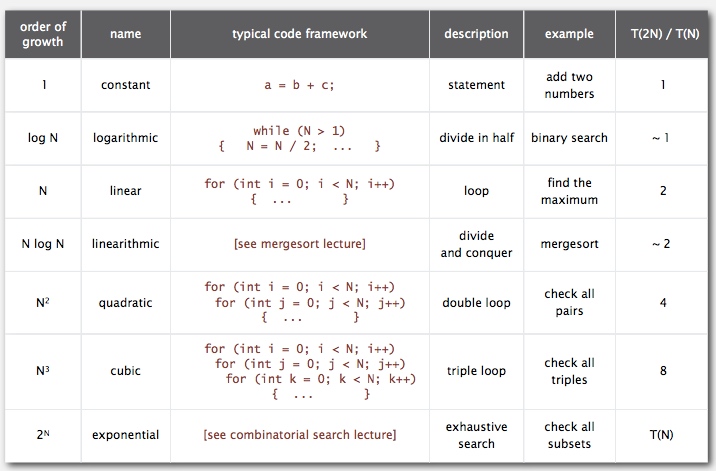 order of growth name typical code framework description example T(2N) / T(N)
1 constant a = b + c; statement add two numbers 1
log N logarithmic while (N > 1) { N = N / 2; ... } divide in half binary search ~ 1
N linear for (int i = 0; i < N; i++) { ... } loop find the maximum 2
N log N linearithmic [see mergesort lecture] divide and conquer mergesort ~ 2
N² quadratic for (int i = 0; i < N; i++) for (int j = 0; j < N; j++) { ... } double loop check all pairs 4
N³ cubic for (int i = 0; i < N; i++) for (int j = 0; j < N; j++) for (int k = 0; k < N; k++) { ... } triple loop check all triples 8
2ᴺ exponential [see combinatorial search lecture] exhaustive search check all subsets T(N)